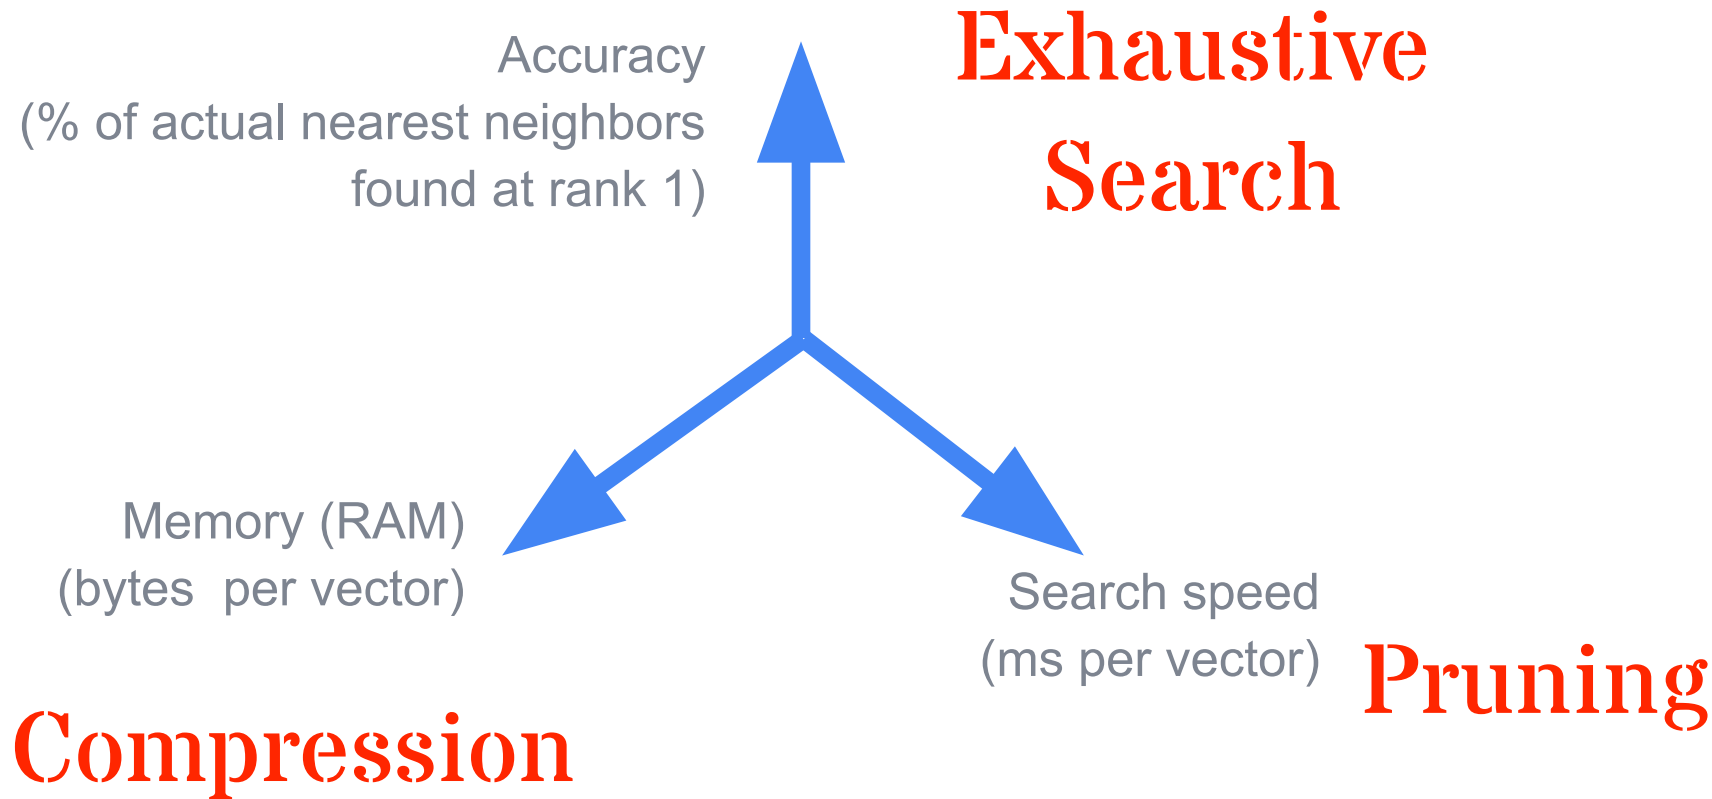 Accuracy
(% of actual nearest neighbors
found at rank 1)
Exhaustive
Search
Memory (RAM)
(bytes  per vector)
Compression
Search speed
(ms per vector)
Pruning